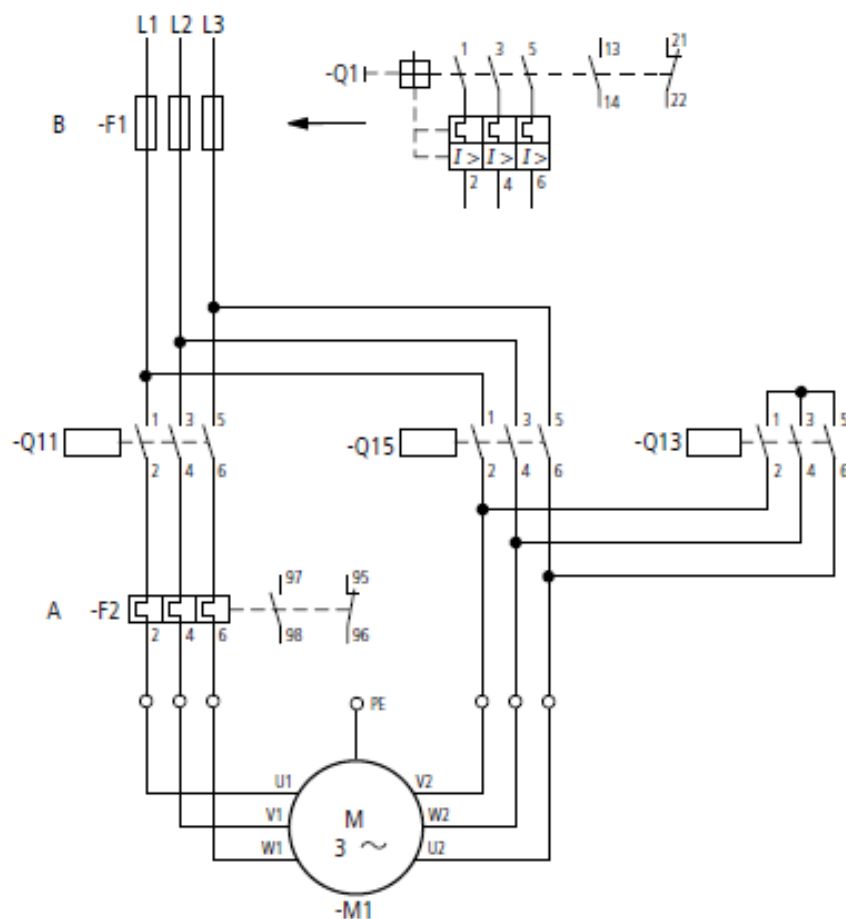 L1 L2 L3
-Q1 1 3 5 13 21
14 22
B -F1
I> I> I>
2 4 6
-Q11 1 3 5
2 4 6
-Q15 1 3 5
2 4 6
-Q13 1 3 5
2 4 6
A -F2 97 95
2 4 6 98 96
PE
U1 V2
V1 M W2
W1 3 ~ U2
-M1